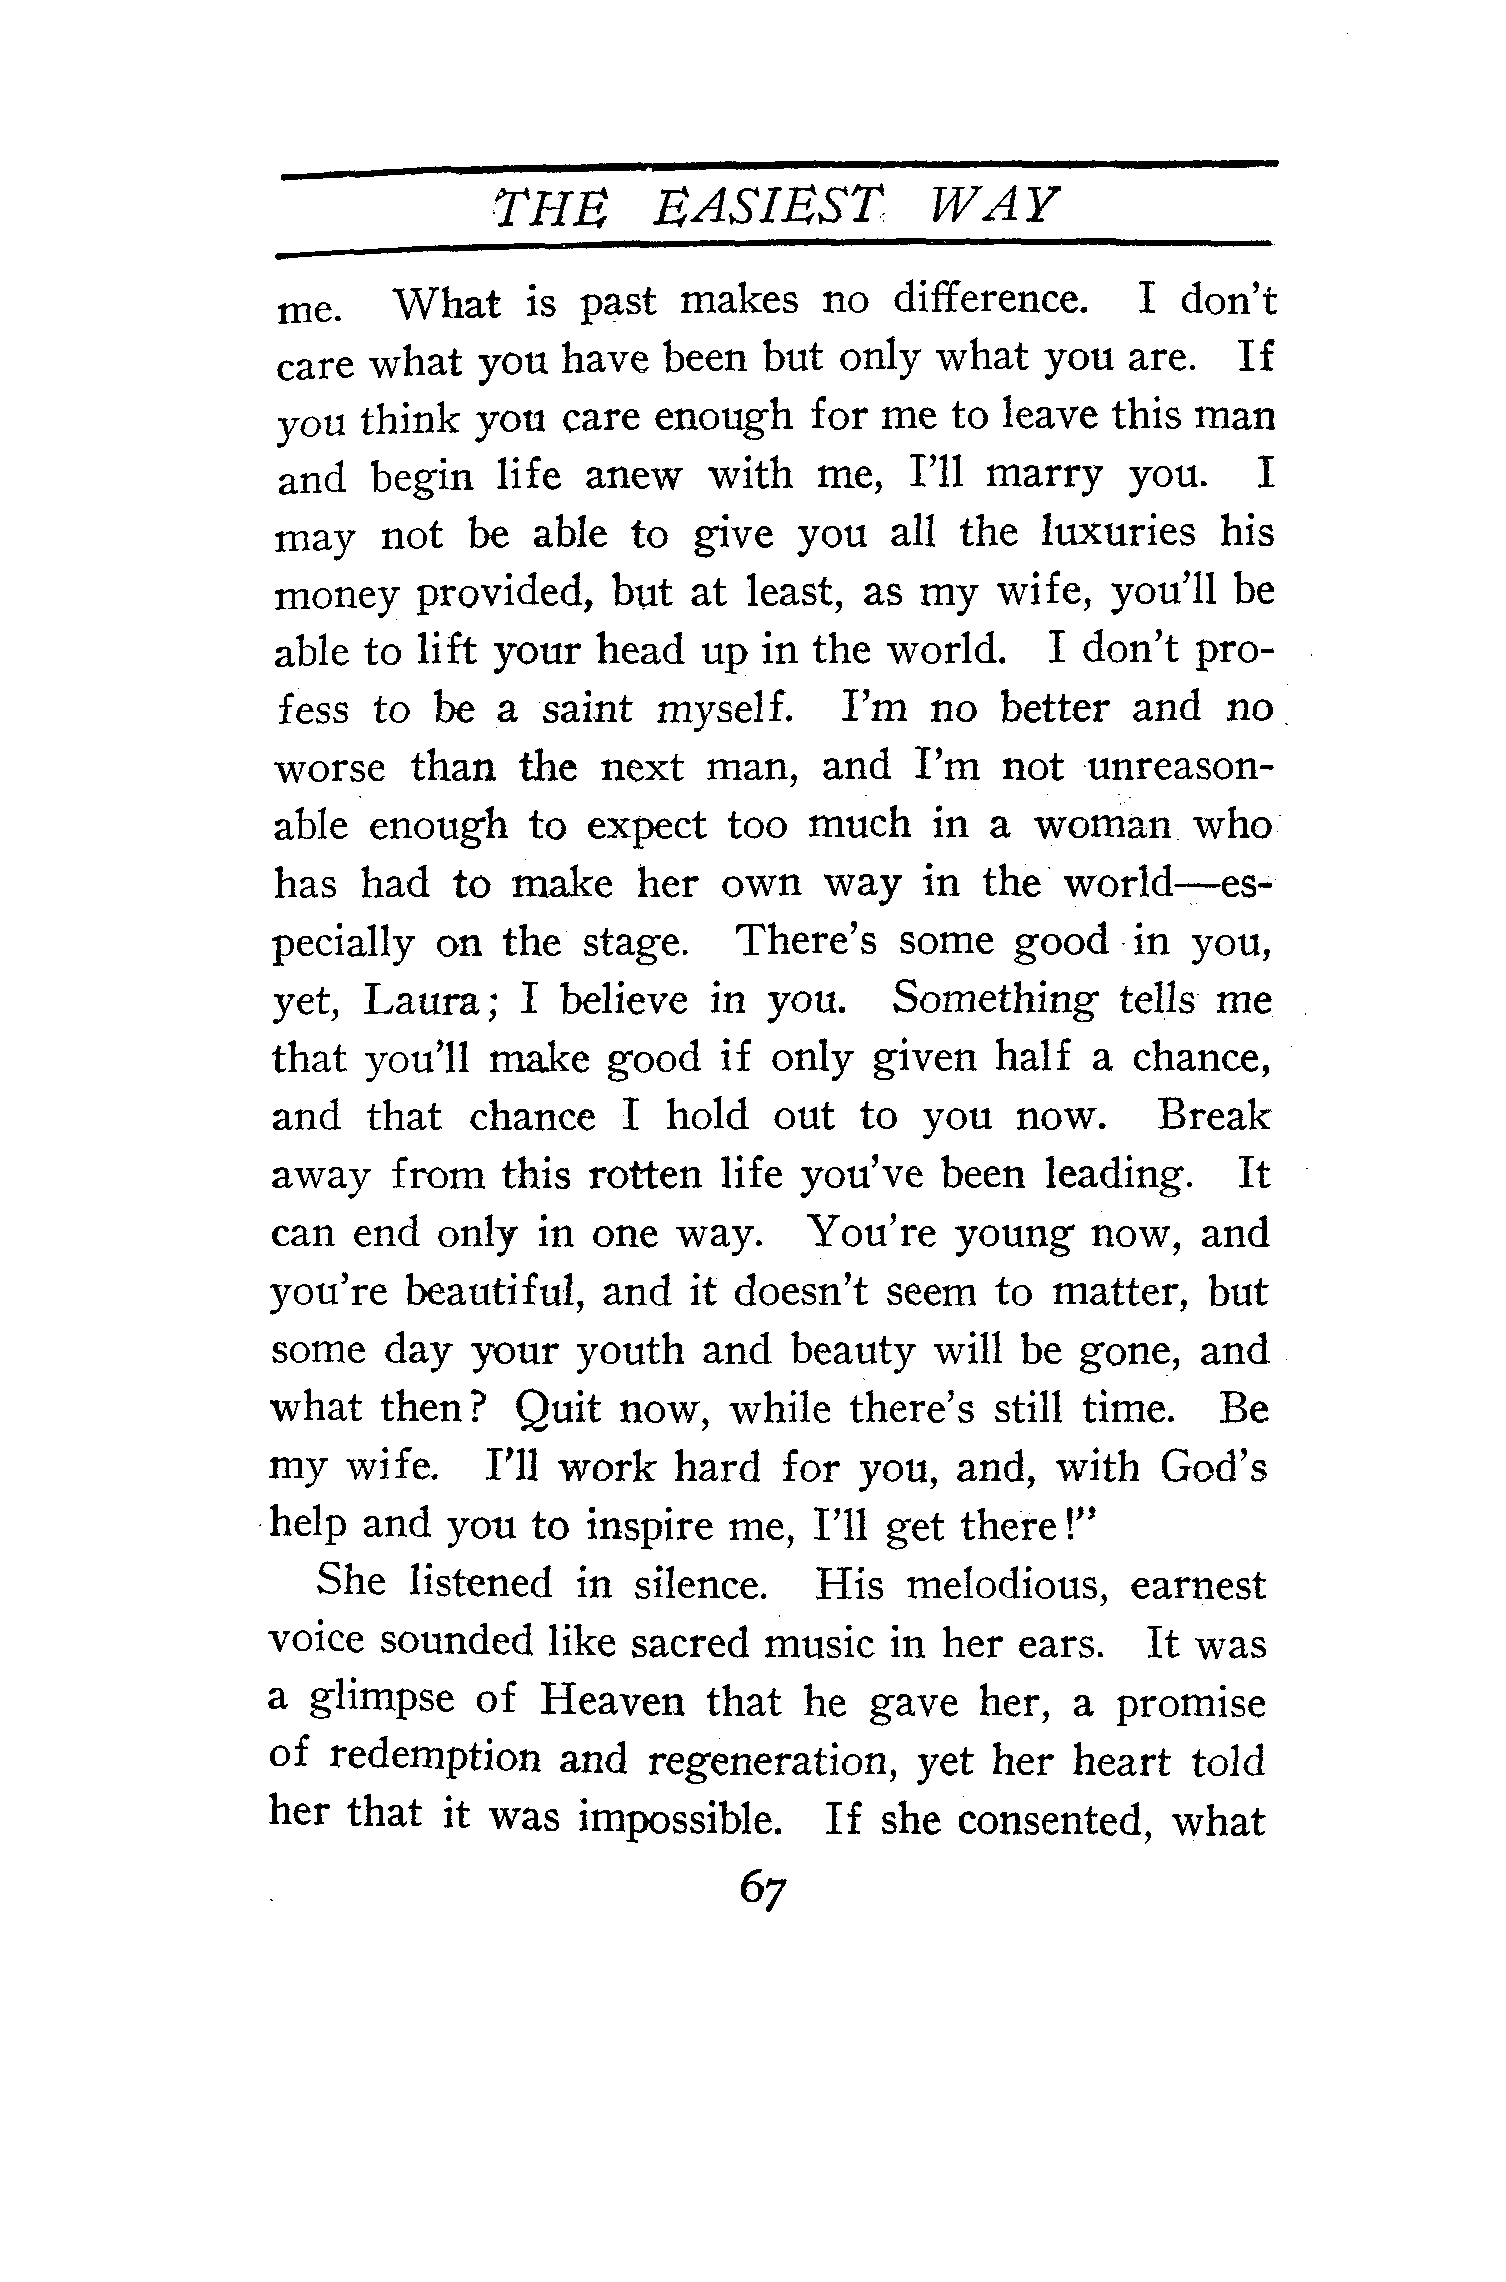 THE EASIEST WAY
me. What is past makes no difference. I don't
care what you have been but only what you are. If
you think you care enough for me to leave this man
and begin life anew with me, I'll marry you. I
may not be able to give you all the luxuries his
money provided, but at least, as my wife, you'll be
able to lift your head up in the world. I don't pro-
fess to be a saint myself. I'm no better and no
worse than the next man, and I'm not unreason-
able enough to expect too much in a woman who
has had to make her own way in the world—es-
pecially on the stage. There's some good in you,
yet, Laura; I believe in you. Something tells me
that you'll make good if only given half a chance,
and that chance I hold out to you now. Break
away from this rotten life you've been leading. It
can end only in one way. You're young now, and
you're beautiful, and it doesn't seem to matter, but
some day your youth and beauty will be gone, and
what then? Quit now, while there's still time. Be
my wife. I'll work hard for you, and, with God's
help and you to inspire me, I'll get there!"
She listened in silence. His melodious, earnest
voice sounded like sacred music in her ears. It was
a glimpse of Heaven that he gave her, a promise
of redemption and regeneration, yet her heart told
her that it was impossible. If she consented, what
67